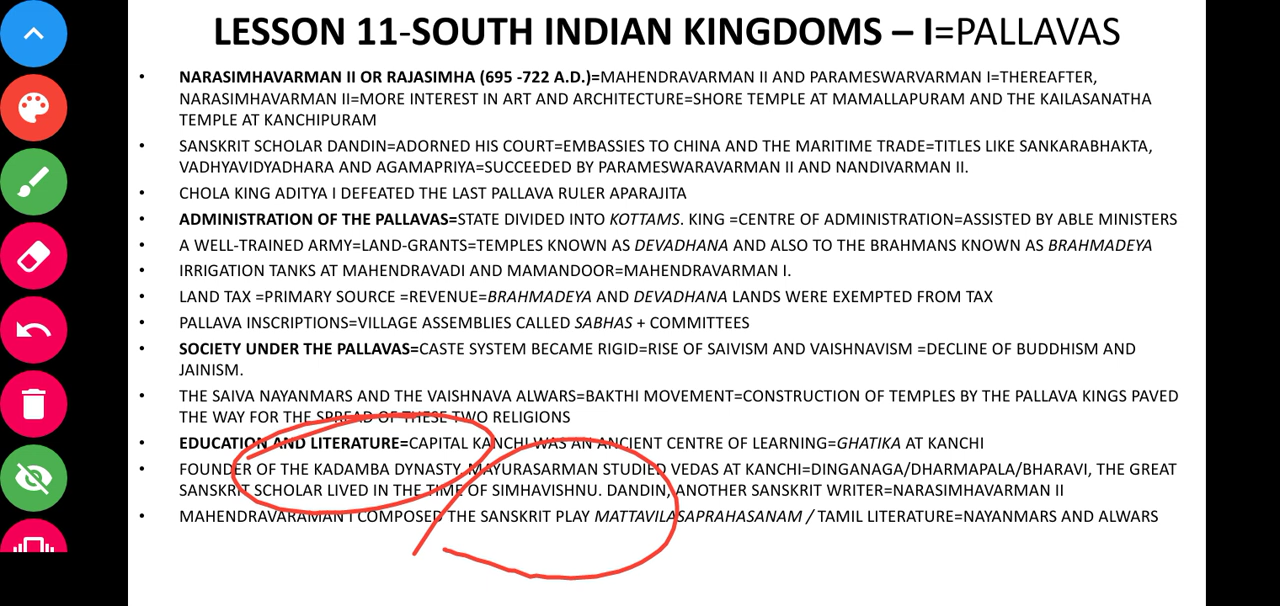 LESSON 11-SOUTH INDIAN KINGDOMS – I=PALLAVAS
• NARASIMHAVARMAN II OR RAJASIMHA (695 -722 A.D.)=MAHENDRAVARMAN II AND PARAMESWARVARMAN I=THEREAFTER,
NARASIMHAVARMAN II=MORE INTEREST IN ART AND ARCHITECTURE=SHORE TEMPLE AT MAMALLAPURAM AND THE KAILASANATHA
TEMPLE AT KANCHIPURAM
• SANSKRIT SCHOLAR DANDIN=ADORNED HIS COURT=EMBASSIES TO CHINA AND THE MARITIME TRADE=TITLES LIKE SANKARABHAKTA,
VADHYAVIDYADHARA AND AGAMAPRIYA=SUCCEEDED BY PARAMESWARAVARMAN II AND NANDIVARMAN II.
• CHOLA KING ADITYA I DEFEATED THE LAST PALLAVA RULER APARAJITA
• ADMINISTRATION OF THE PALLAVAS=STATE DIVIDED INTO KOTTAMS. KING =CENTRE OF ADMINISTRATION=ASSISTED BY ABLE MINISTERS
• A WELL-TRAINED ARMY=LAND-GRANTS=TEMPLES KNOWN AS DEVADHANA AND ALSO TO THE BRAHMANS KNOWN AS BRAHMADEYA
• IRRIGATION TANKS AT MAHENDRAVADI AND MAMANDOOR=MAHENDRAVARMAN I.
• LAND TAX =PRIMARY SOURCE =REVENUE=BRAHMADEYA AND DEVADHANA LANDS WERE EXEMPTED FROM TAX
• PALLAVA INSCRIPTIONS=VILLAGE ASSEMBLIES CALLED SABHAS + COMMITTEES
• SOCIETY UNDER THE PALLAVAS=CASTE SYSTEM BECAME RIGID=RISE OF SAIVISM AND VAISHNAVISM =DECLINE OF BUDDHISM AND
JAINISM.
• THE SAIVA NAYANMARS AND THE VAISHNAVA ALWARS=BAKTHI MOVEMENT=CONSTRUCTION OF TEMPLES BY THE PALLAVA KINGS PAVED
THE WAY FOR THE SPREAD OF THESE TWO RELIGIONS
• EDUCATION AND LITERATURE=CAPITAL KANCHI WAS AN ANCIENT CENTRE OF LEARNING=GHATIKA AT KANCHI
• FOUNDER OF THE KADAMBA DYNASTY, MAYURASARMAN STUDIED VEDAS AT KANCHI=DINGANAGA/DHARMAPALA/BHARAVI, THE GREAT
SANSKRIT SCHOLAR LIVED IN THE TIME OF SIMHAVISHNU. DANDIN, ANOTHER SANSKRIT WRITER=NARASIMHAVARMAN II
• MAHENDRAVARAMAN I COMPOSED THE SANSKRIT PLAY MATTAVILASAPRAHASANAM / TAMIL LITERATURE=NAYANMARS AND ALWARS